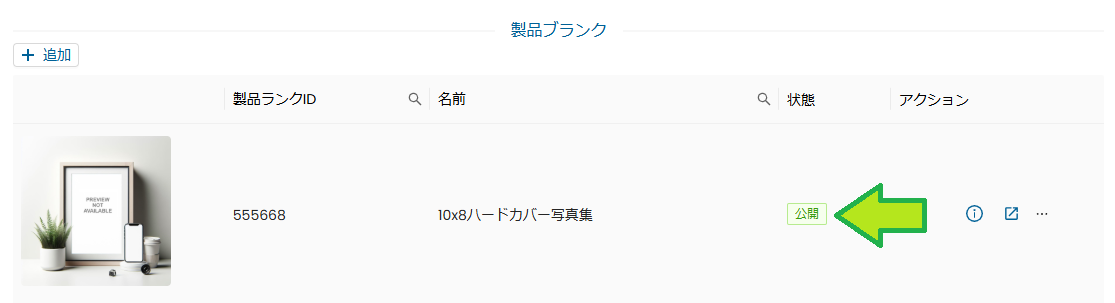 製品ブランク
+ 追加
製品ランクID
名前
状態
アクション
PREVIEW
NOT
AVAILABLE
555668
10x8ハードカバー写真集
公開